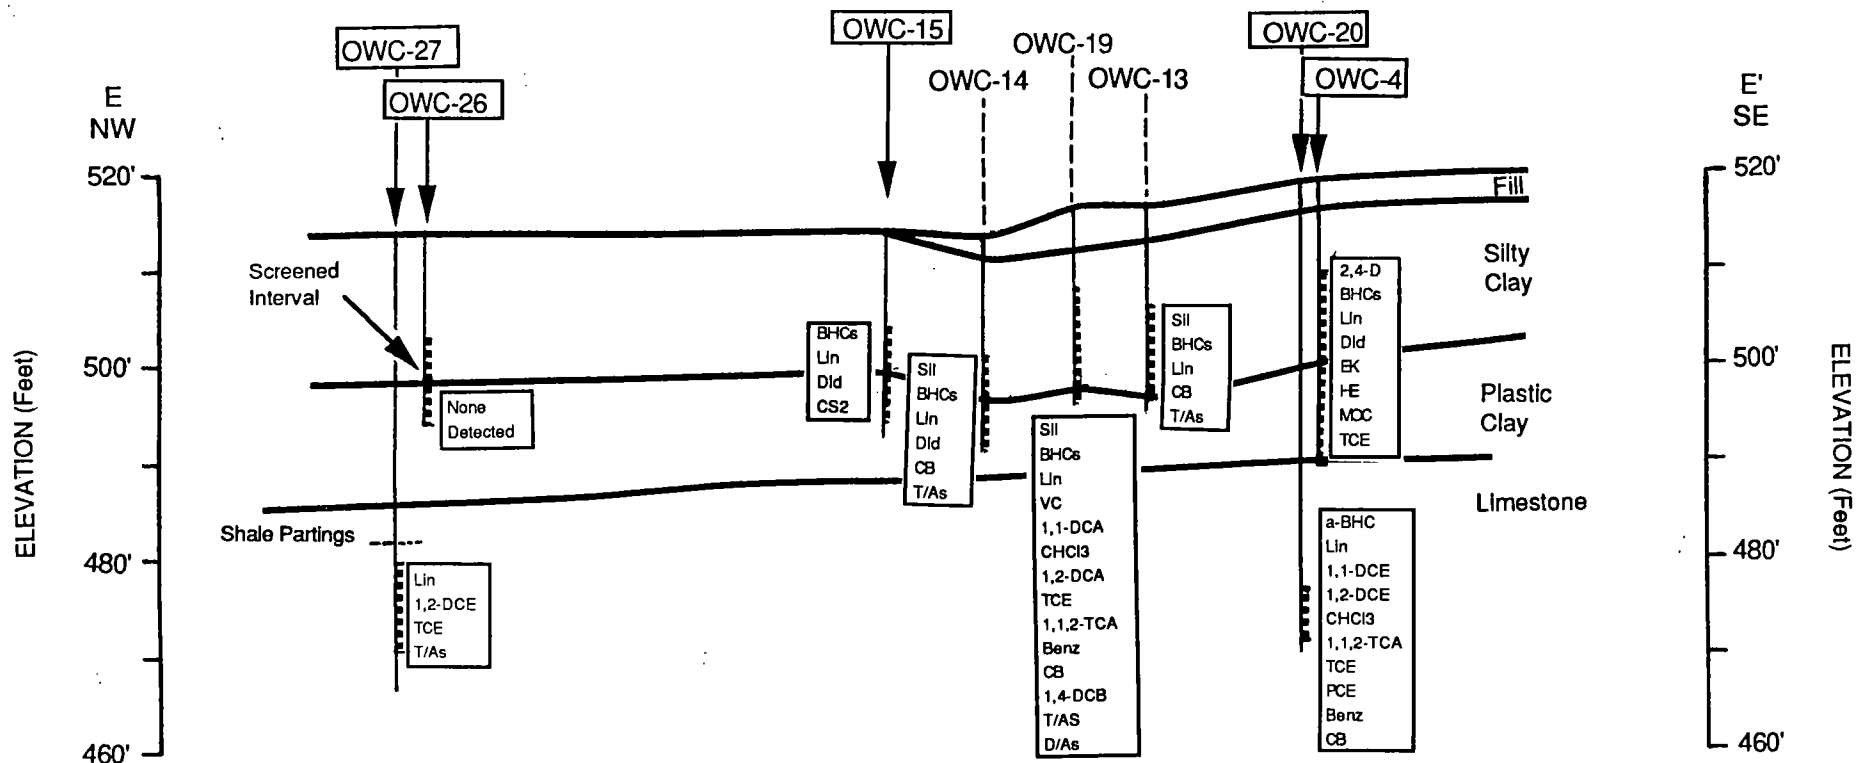 OWC-27
OWC-26
OWC-15
OWC-14
OWC-19
OWC-13
OWC-20
OWC-4
E
NW
E'
SE
520'
500'
480'
460'
ELEVATION (Feet)
520'
500'
480'
460'
ELEVATION (Feet)
Fill
Silty
Clay
Plastic
Clay
Limestone
Screened
Interval
Shale Partings
None
Detected
Lin
1,2-DCE
TCE
T/As
BHCs
Lin
Dld
CS2
Sil
BHCs
Lin
Dld
CB
T/As
Sil
BHCs
Lin
VC
1,1-DCA
CHCl3
1,2-DCA
TCE
1,1,2-TCA
Benz
CB
1,4-DCB
T/AS
D/As
Sil
BHCs
Lin
CB
T/As
2,4-D
BHCs
Lin
Dld
EK
HE
MOC
TCE
a-BHC
Lin
1,1-DCE
1,2-DCE
CHCl3
1,1,2-TCA
TCE
PCE
Benz
CB